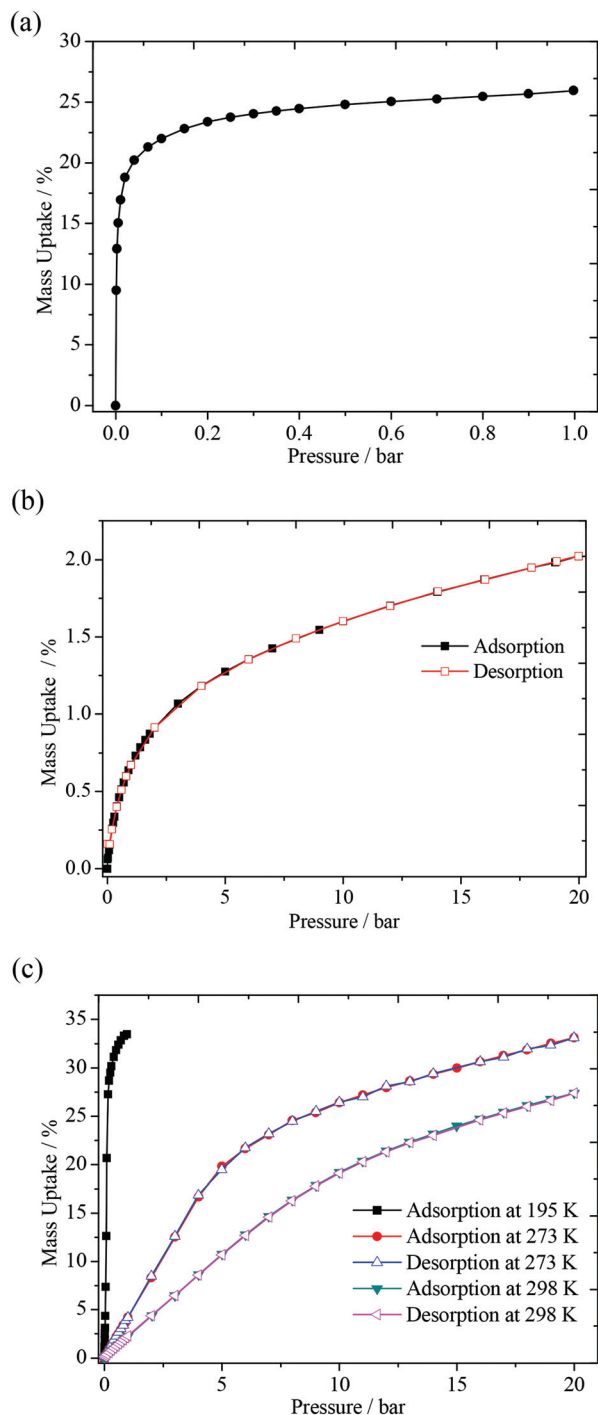 (a)
30
25
20
15
10
5
0
Mass Uptake / %
0.0 0.2 0.4 0.6 0.8 1.0
Pressure / bar
(b)
2.0
1.5
1.0
0.5
0.0
Mass Uptake / %
Adsorption
Desorption
0 5 10 15 20
Pressure / bar
(c)
35
30
25
20
15
10
5
0
Mass Uptake / %
Adsorption at 195 K
Adsorption at 273 K
Desorption at 273 K
Adsorption at 298 K
Desorption at 298 K
0 5 10 15 20
Pressure / bar